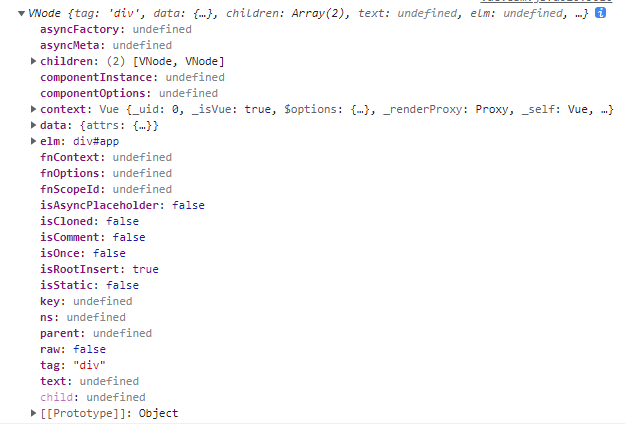 VNode {tag: 'div', data: {…}, children: Array(2), text: undefined, elm: undefined, …}
asyncFactory: undefined
asyncMeta: undefined
children: (2) [VNode, VNode]
componentInstance: undefined
componentOptions: undefined
context: Vue {_uid: 0, _isVue: true, $options: {…}, _renderProxy: Proxy, _self: Vue, …}
data: {attrs: {…}}
elm: div#app
fnContext: undefined
fnOptions: undefined
fnScopeId: undefined
isAsyncPlaceholder: false
isCloned: false
isComment: false
isOnce: false
isRootInsert: true
isStatic: false
key: undefined
ns: undefined
parent: undefined
raw: false
tag: "div"
text: undefined
child: undefined
[[Prototype]]: Object